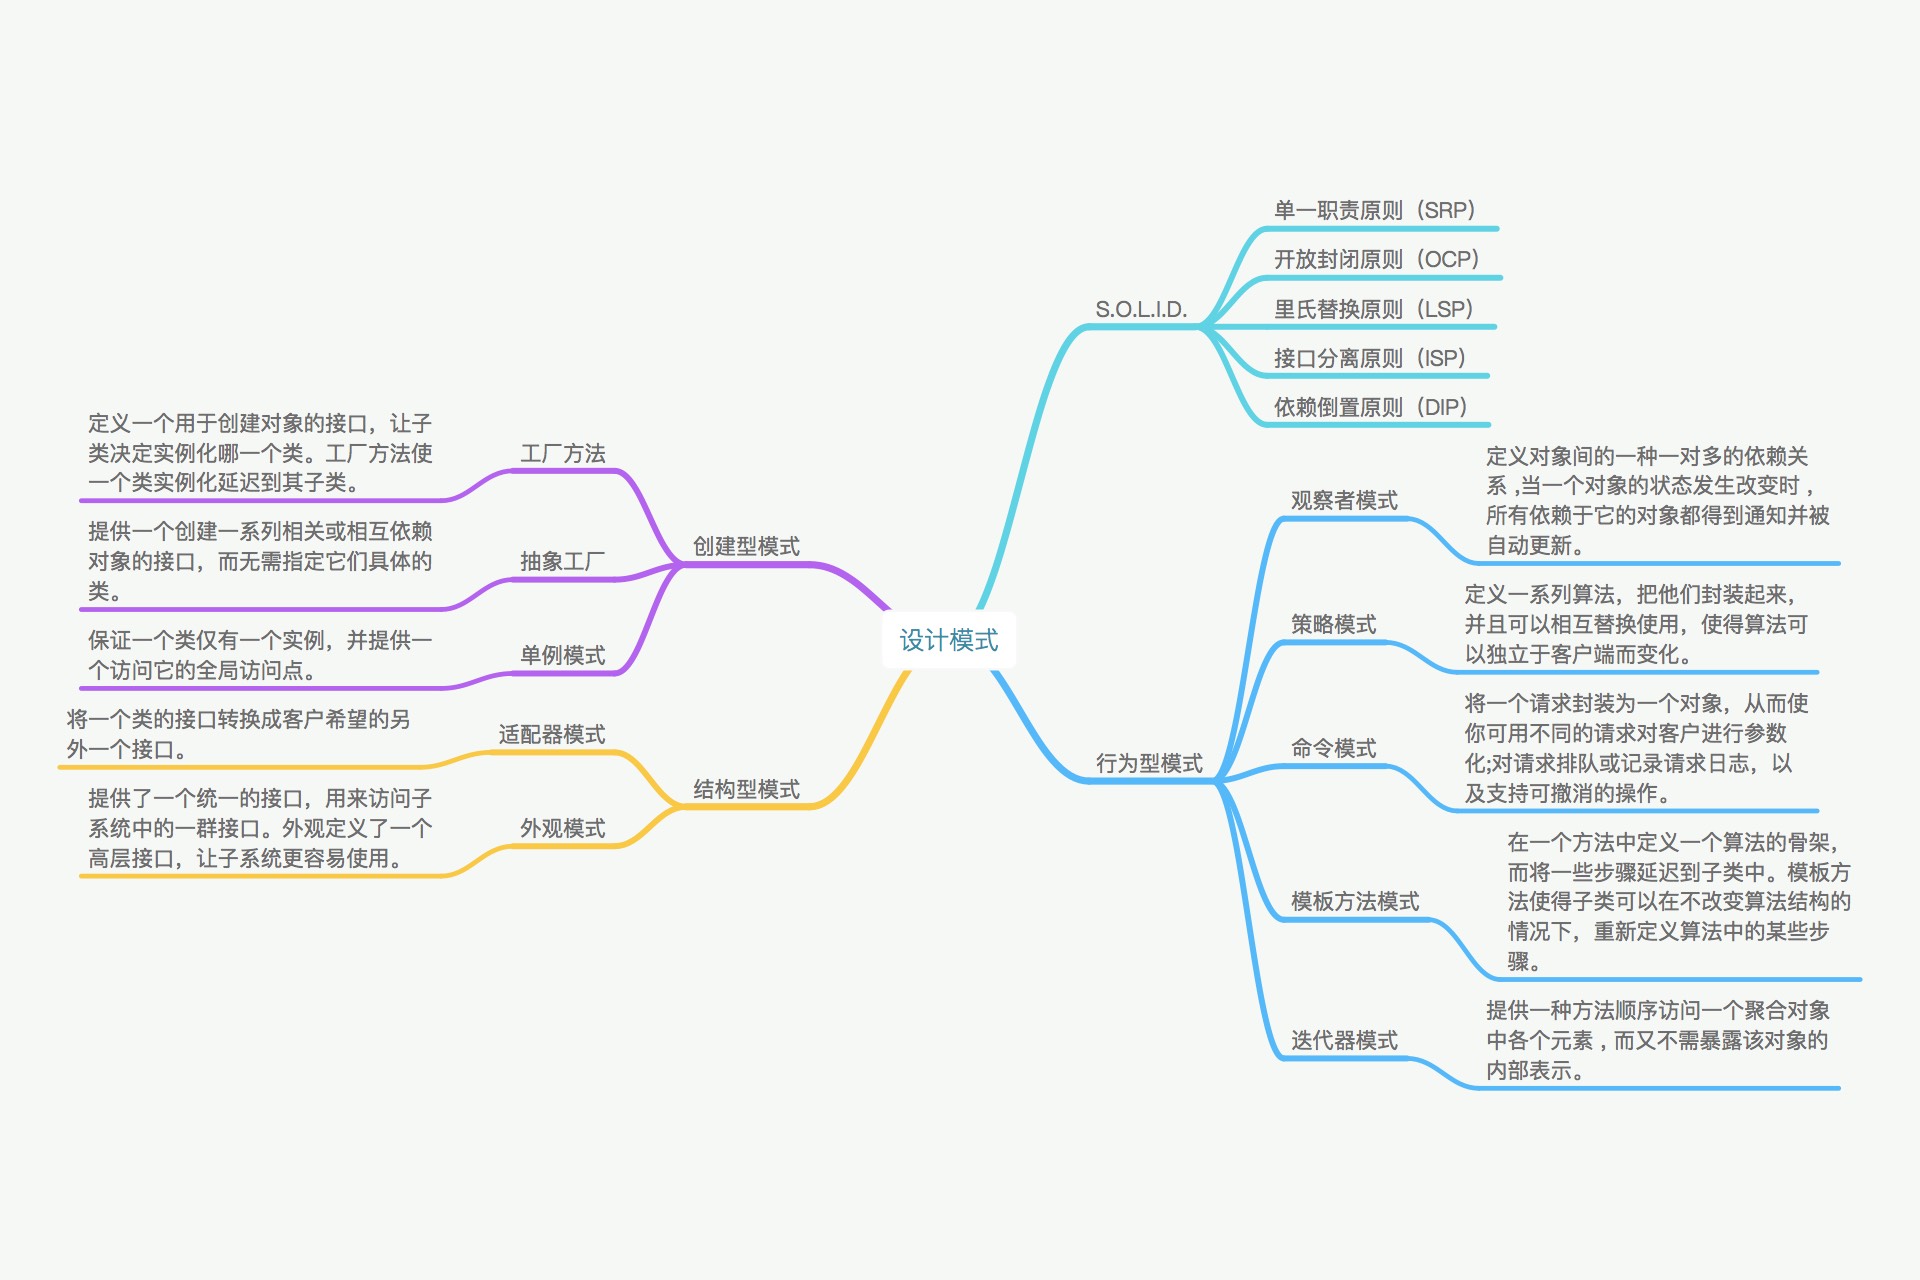 设计模式
S.O.L.I.D.
单一职责原则（SRP）
开放封闭原则（OCP）
里氏替换原则（LSP）
接口分离原则（ISP）
依赖倒置原则（DIP）
行为型模式
观察者模式
定义对象间的一种一对多的依赖关
系 ,当一个对象的状态发生改变时 ,
所有依赖于它的对象都得到通知并被
自动更新。
策略模式
定义一系列算法，把他们封装起来，
并且可以相互替换使用，使得算法可
以独立于客户端而变化。
命令模式
将一个请求封装为一个对象，从而使
你可用不同的请求对客户进行参数
化;对请求排队或记录请求日志，以
及支持可撤消的操作。
模板方法模式
在一个方法中定义一个算法的骨架，
而将一些步骤延迟到子类中。模板方
法使得子类可以在不改变算法结构的
情况下，重新定义算法中的某些步
骤。
迭代器模式
提供一种方法顺序访问一个聚合对象
中各个元素 , 而又不需暴露该对象的
内部表示。
创建型模式
工厂方法
定义一个用于创建对象的接口，让子
类决定实例化哪一个类。工厂方法使
一个类实例化延迟到其子类。
抽象工厂
提供一个创建一系列相关或相互依赖
对象的接口，而无需指定它们具体的
类。
单例模式
保证一个类仅有一个实例，并提供一
个访问它的全局访问点。
结构型模式
适配器模式
将一个类的接口转换成客户希望的另
外一个接口。
外观模式
提供了一个统一的接口，用来访问子
系统中的一群接口。外观定义了一个
高层接口，让子系统更容易使用。